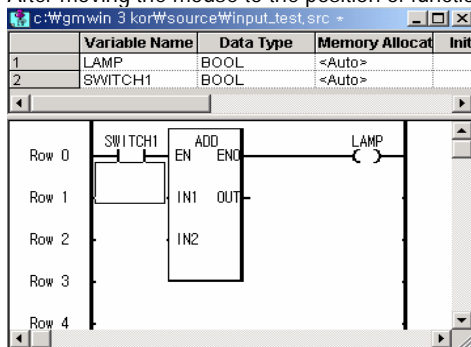 After moving the mouse to the position of functio
c:₩gmwin 3 kor₩source₩input_test,src *
Variable Name Data Type Memory Allocat Init
1 LAMP BOOL <Auto>
2 SWITCH1 BOOL <Auto>
SWITCH1 ADD LAMP
Row 0 EN ENO
Row 1 IN1 OUT
Row 2 IN2
Row 3
Row 4